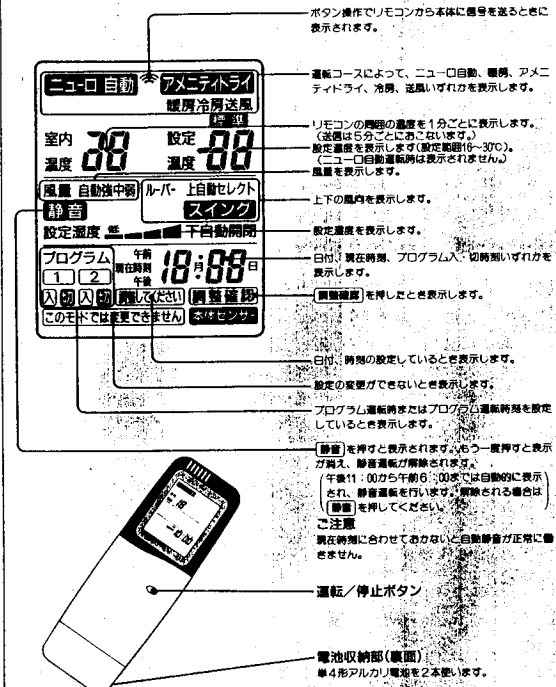 ボタン操作でリモコンから本体に信号を送るときに
表示されます。
ニューロ 自動
アメニティドライ
暖房冷房送風
標準
運転コースによって、ニューロ自動、暖房、アメニ
ティドライ、冷房、送風いずれかを表示します。
室内
温度
88
設定
温度
-88
リモコンの周囲の温度を1分ごとに表示します。
(送信は5分ごとにおこないます。)
設定温度を表示します(設定範囲16〜30℃)。
(ニューロ自動運転時は表示されません。)
風量 自動強中弱
ルーバー 上自動セレクト
風量を表示します。
静音
スイング
上下の風向を表示します。
設定湿度 低
下自動開閉
設定湿度を表示します。
プログラム
1 2
入 切 入 切
午前
現在時刻
午後
18月88日
日付、現在時刻、プログラム入、切時刻いずれかを
表示します。
調整してください
調整確認
調整確認 を押したとき表示します。
このモードでは変更できません
本体センサー
日付、時刻の設定しているとき表示します。
設定の変更ができないとき表示します。
プログラム運転時またはプログラム運転時刻を設定
しているとき表示します。
静音 を押すと表示されます。もう一度押すと表示
が消え、静音運転が解除されます。
午後11:00から午前6:00までは自動的に表示
され、静音運転を行います。解除される場合は
静音 を押してください。
ご注意
現在時刻に合わせておかないと自動静音が正常に働
きません。
運転/停止ボタン
電池収納部(裏面)
単4形アルカリ電池を2本使います。